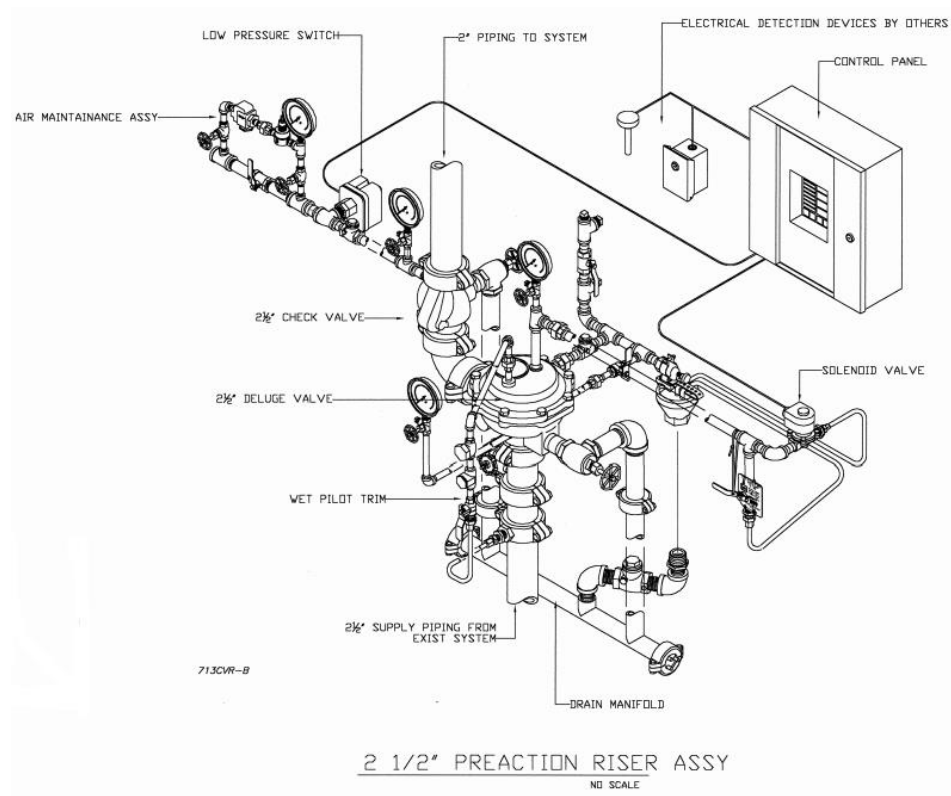 ELECTRICAL DETECTION DEVICES BY OTHERS
LOW PRESSURE SWITCH
2" PIPING TO SYSTEM
CONTROL PANEL
AIR MAINTAINANCE ASSY
2½" CHECK VALVE
SOLENOID VALVE
2½" DELUGE VALVE
WET PILOT TRIM
2½" SUPPLY PIPING FROM
EXIST SYSTEM
713CVR-B
DRAIN MANIFOLD
2 1/2" PREACTION RISER ASSY
NO SCALE